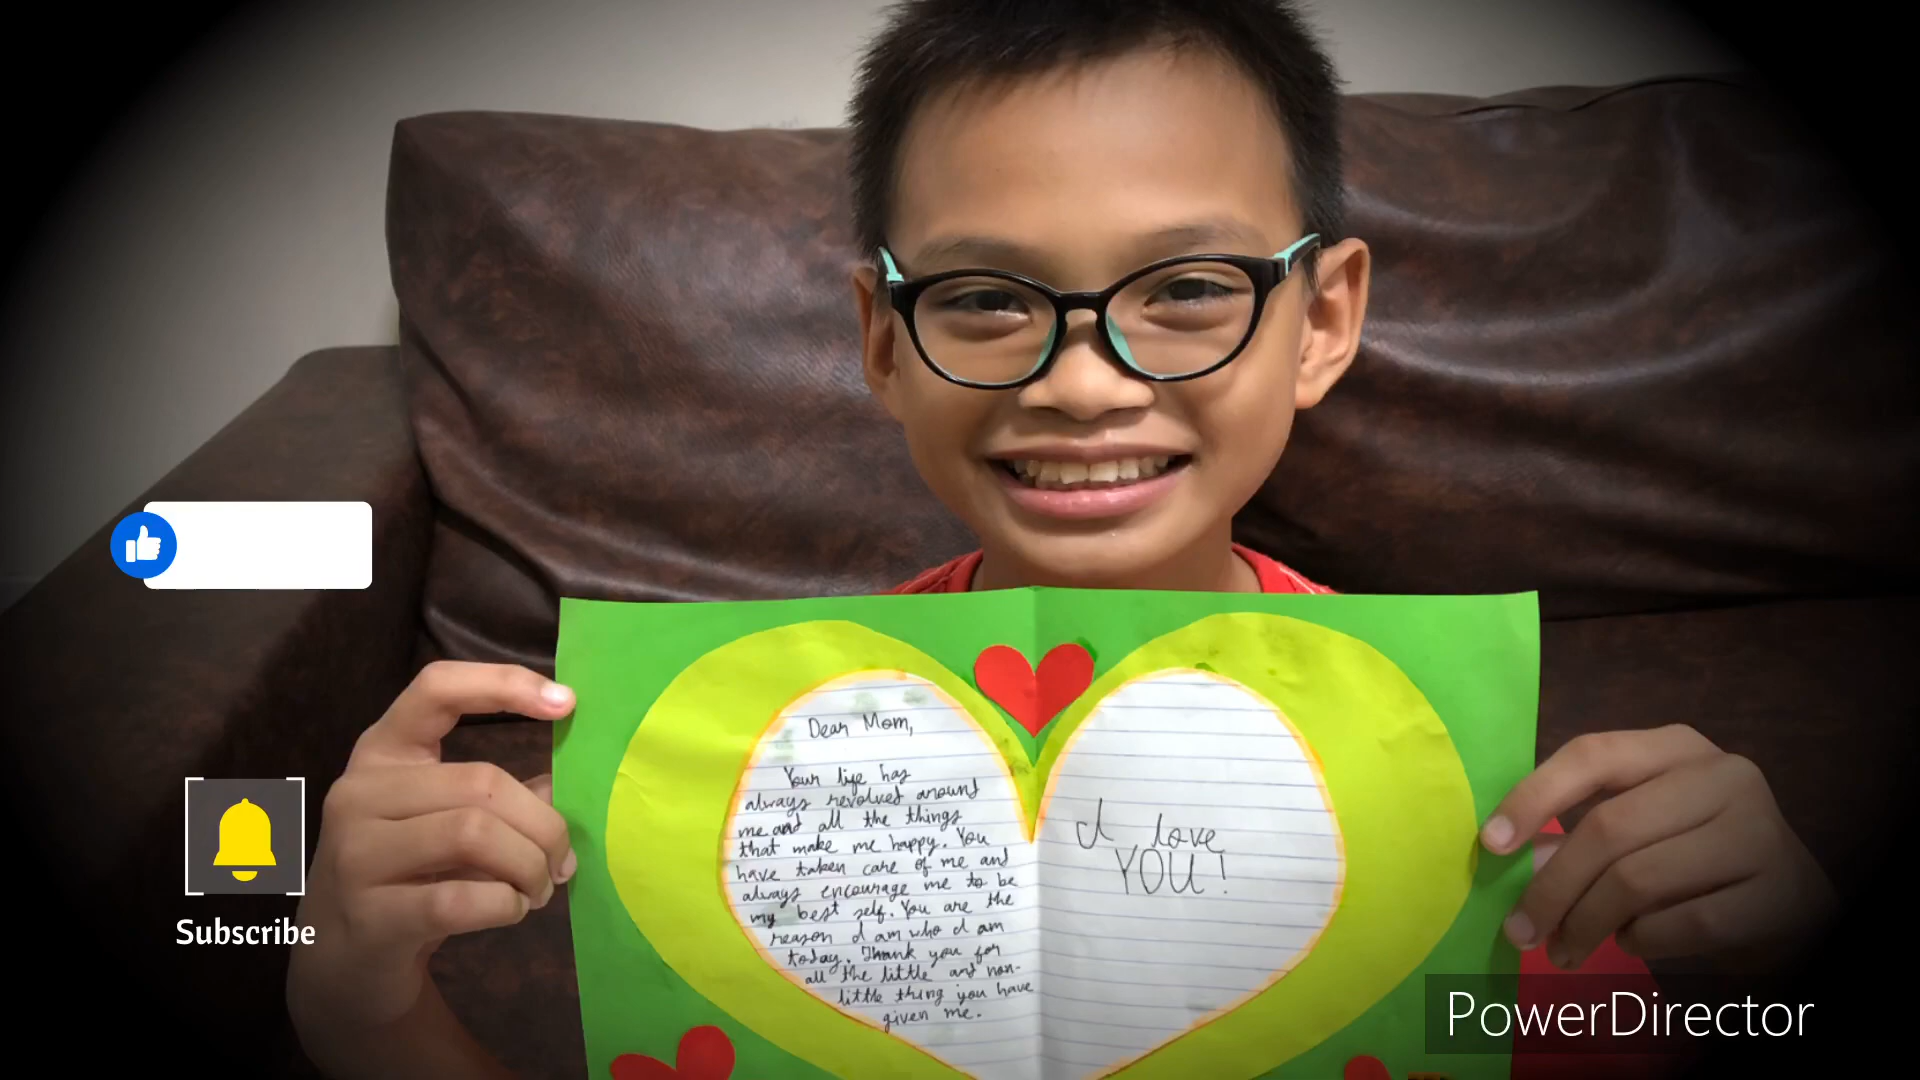 Dear Mom,
Your life has
always revolved around
me and all the things
that make me happy. You
have taken care of me and
always encourage me to be
my best self. You are the
reason I am who I am
today. Thank you for
all the little and non-
little thing you have
given me.
I love
YOU!
Subscribe
PowerDirector